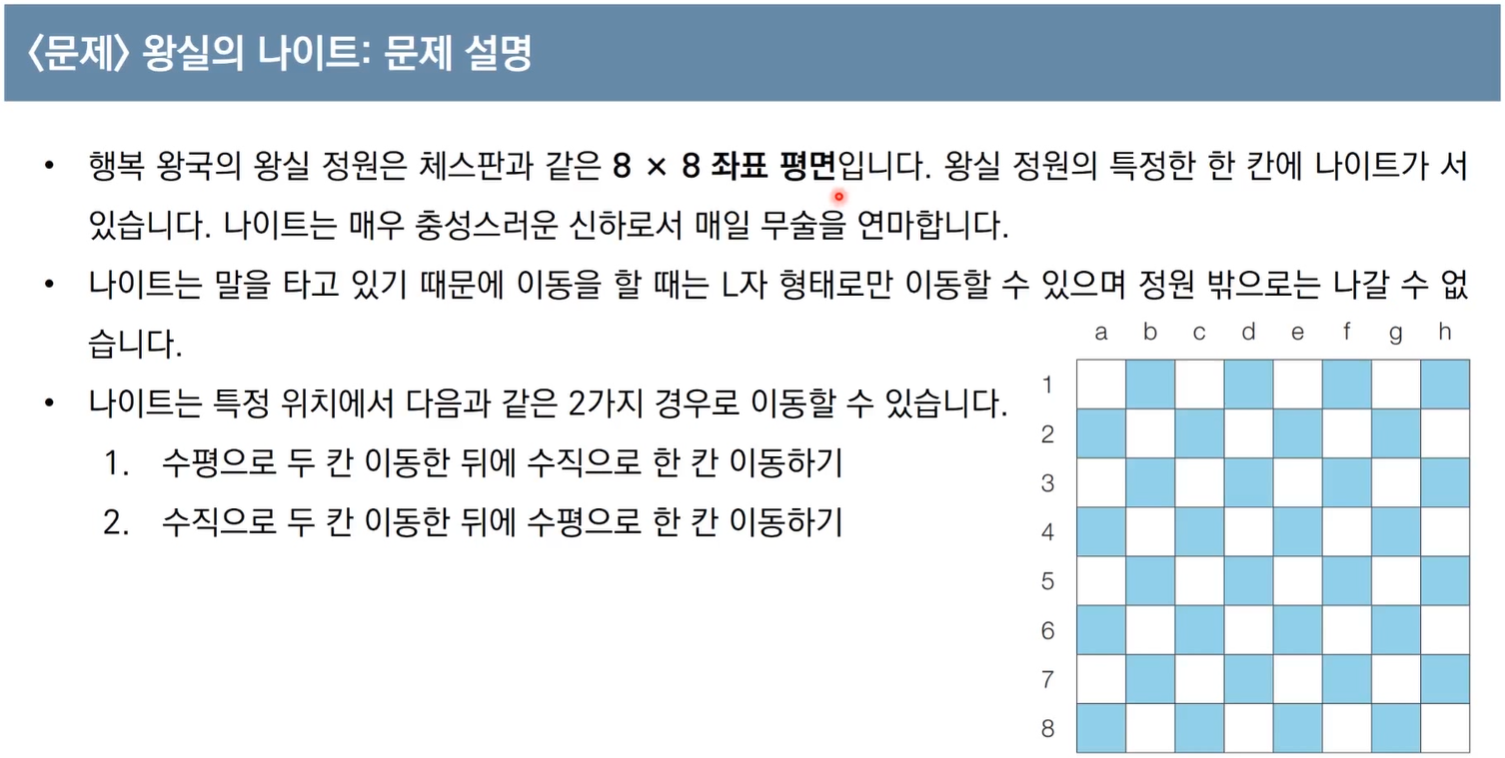 <문제> 왕실의 나이트: 문제 설명
• 행복 왕국의 왕실 정원은 체스판과 같은 8 × 8 좌표 평면입니다. 왕실 정원의 특정한 한 칸에 나이트가 서
있습니다. 나이트는 매우 충성스러운 신하로서 매일 무술을 연마합니다.
• 나이트는 말을 타고 있기 때문에 이동을 할 때는 L자 형태로만 이동할 수 있으며 정원 밖으로는 나갈 수 없
습니다.
• 나이트는 특정 위치에서 다음과 같은 2가지 경우로 이동할 수 있습니다.
1. 수평으로 두 칸 이동한 뒤에 수직으로 한 칸 이동하기
2. 수직으로 두 칸 이동한 뒤에 수평으로 한 칸 이동하기
a b c d e f g h
1
2
3
4
5
6
7
8